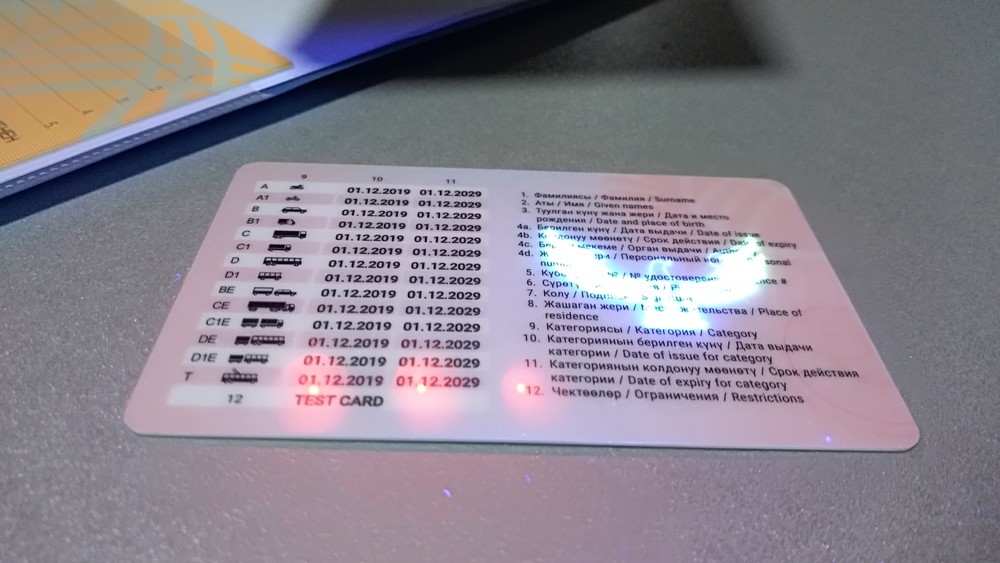 9 10 11
A 01.12.2019 01.12.2029
A1 01.12.2019 01.12.2029
B 01.12.2019 01.12.2029
B1 01.12.2019 01.12.2029
C 01.12.2019 01.12.2029
C1 01.12.2019 01.12.2029
D 01.12.2019 01.12.2029
D1 01.12.2019 01.12.2029
BE 01.12.2019 01.12.2029
CE 01.12.2019 01.12.2029
C1E 01.12.2019 01.12.2029
DE 01.12.2019 01.12.2029
D1E 01.12.2019 01.12.2029
T 01.12.2019 01.12.2029
12 TEST CARD
1. Фамилиясы / Фамилия / Surname
2. Аты / Имя / Given names
3. Туулган күнү жана жери / Дата и место
рождения / Date and place of birth
4a. Берилген күнү / Дата выдачи / Date of issue
4b. Колдонуу мөөнөтү / Срок действия / Date of expiry
4c. / Орган выдачи /
4d. / Персональный
5. / № удостоверения
6. Сүрөтү
7. Колу /
8. Жашаган жери / / Place of
residence
9. Категориясы / Категория / Category
10. Категориянын берилген күнү / Дата выдачи
категории / Date of issue for category
11. Категориянын колдонуу мөөнөтү / Срок действия
категории / Date of expiry for category
12. Чектөөлөр / Ограничения / Restrictions